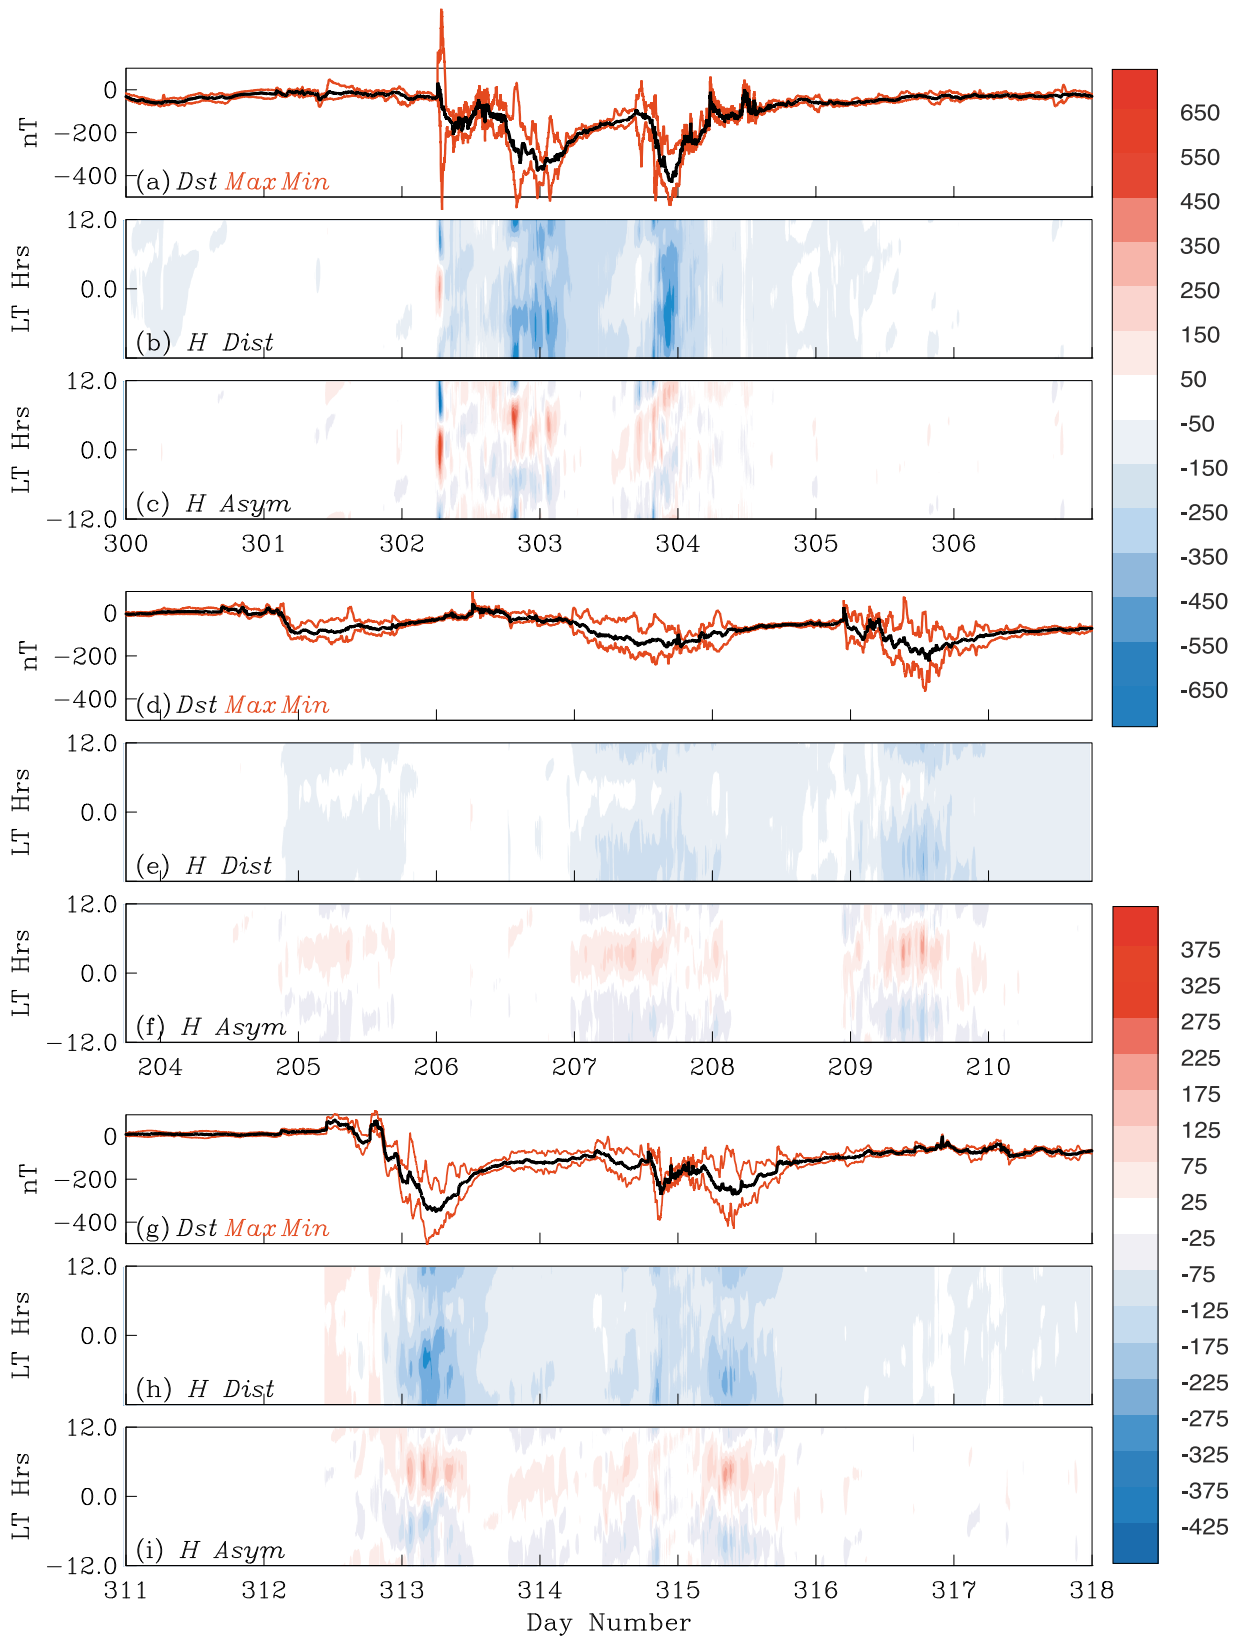 0
−200
−400
nT
(a) Dst Max Min
12.0
0.0
LT Hrs
(b) H Dist
12.0
0.0
−12.0
LT Hrs
(c) H Asym
300 301 302 303 304 305 306
650
550
450
350
250
150
50
-50
-150
-250
-350
-450
-550
-650
0
−200
−400
nT
(d) Dst Max Min
12.0
0.0
LT Hrs
(e) H Dist
12.0
0.0
−12.0
LT Hrs
(f) H Asym
204 205 206 207 208 209 210
0
−200
−400
nT
(g) Dst Max Min
12.0
0.0
LT Hrs
(h) H Dist
12.0
0.0
−12.0
LT Hrs
(i) H Asym
311 312 313 314 315 316 317 318
Day Number
375
325
275
225
175
125
75
25
-25
-75
-125
-175
-225
-275
-325
-375
-425